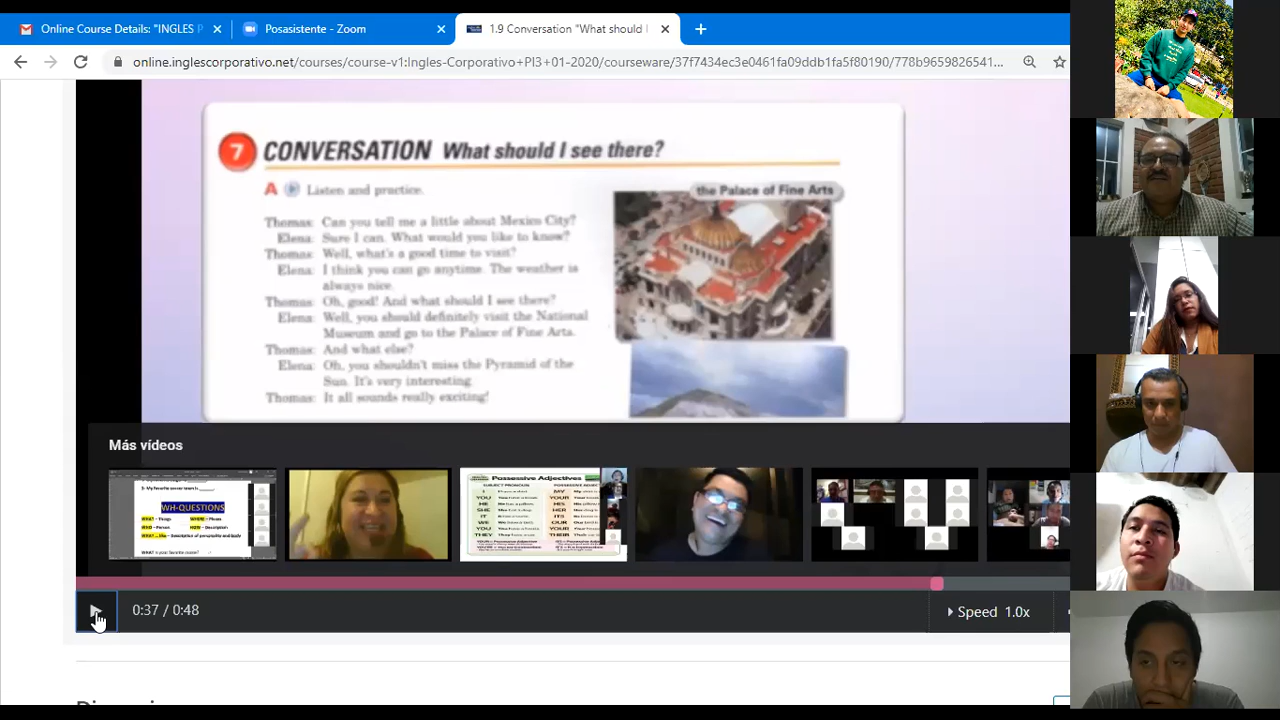 Online Course Details: "INGLES P
Posasistente - Zoom
1.9 Conversation "What should I
online.inglescorporativo.net/courses/course-v1:Ingles-Corporativo+PI3+01-2020/courseware/37f7434ec3e0461fa09ddb1fa5f80190/778b9659826541...
7 CONVERSATION What should I see there?
A Listen and practice.
the Palace of Fine Arts
Thomas: Can you tell me a little about Mexico City?
Elena: Sure I can. What would you like to know?
Thomas: Well, what's a good time to visit?
Elena: I think you can go anytime. The weather is
always nice.
Thomas: Oh, good! And what should I see there?
Elena: Well, you should definitely visit the National
Museum and go to the Palace of Fine Arts.
Thomas: And what else?
Elena: Oh, you shouldn't miss the Pyramid of the
Sun. It's very interesting.
Thomas: It all sounds really exciting!
Más vídeos
WH-QUESTIONS
Possessive Adjectives
0:37 / 0:48
Speed 1.0x